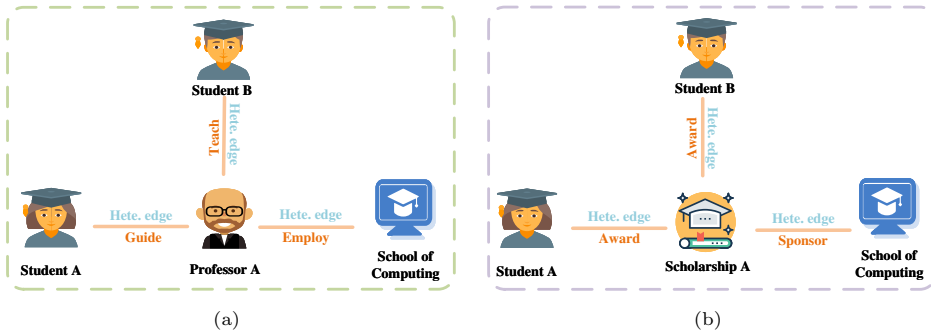 Student B
Teach
Hete. edge
Hete. edge
Guide
Hete. edge
Employ
Student A
Professor A
School of
Computing
(a)
Student B
Award
Hete. edge
Hete. edge
Award
Hete. edge
Sponsor
Student A
Scholarship A
School of
Computing
(b)